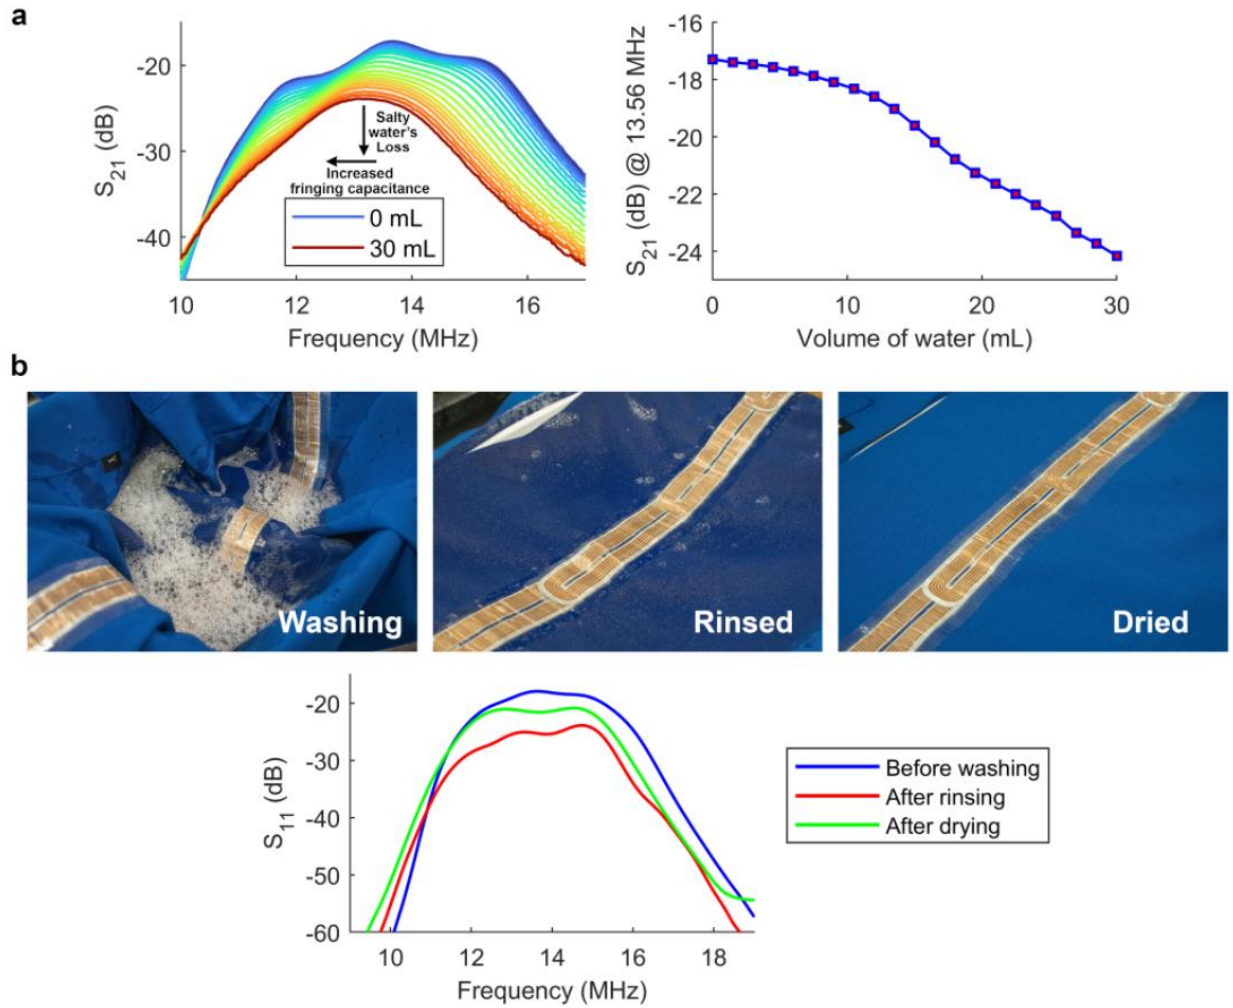 a
S21 (dB)
-20
-30
-40
Salty
water's
Loss
Increased
fringing capacitance
0 mL
30 mL
10
12
14
16
Frequency (MHz)
S21 (dB) @ 13.56 MHz
-16
-18
-20
-22
-24
0
10
20
30
Volume of water (mL)
b
Washing
Rinsed
Dried
S11 (dB)
-20
-30
-40
-50
-60
10
12
14
16
18
Frequency (MHz)
Before washing
After rinsing
After drying